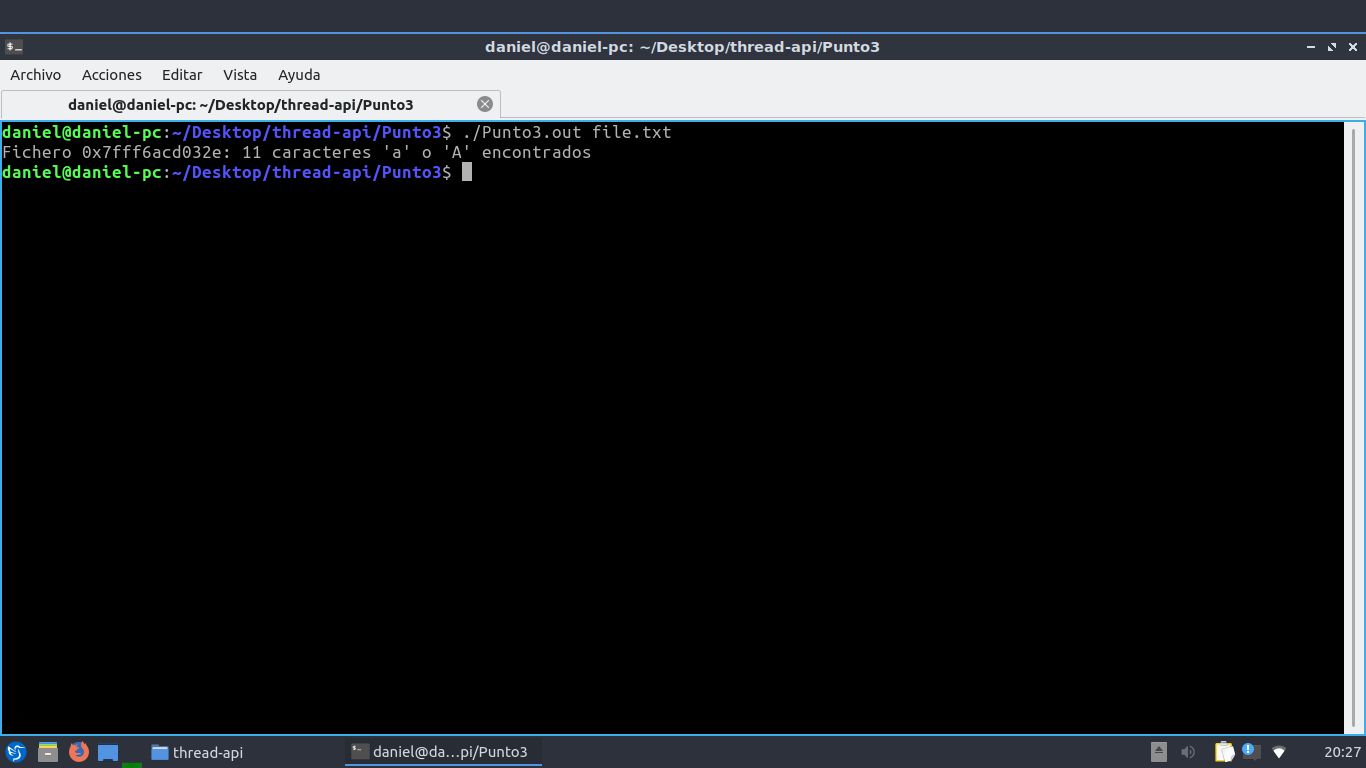 daniel@daniel-pc: ~/Desktop/thread-api/Punto3
Archivo Acciones Editar Vista Ayuda
daniel@daniel-pc: ~/Desktop/thread-api/Punto3
daniel@daniel-pc:~/Desktop/thread-api/Punto3$ ./Punto3.out file.txt
Fichero 0x7fff6acd032e: 11 caracteres 'a' o 'A' encontrados
daniel@daniel-pc:~/Desktop/thread-api/Punto3$
thread-api daniel@da...pi/Punto3 20:27